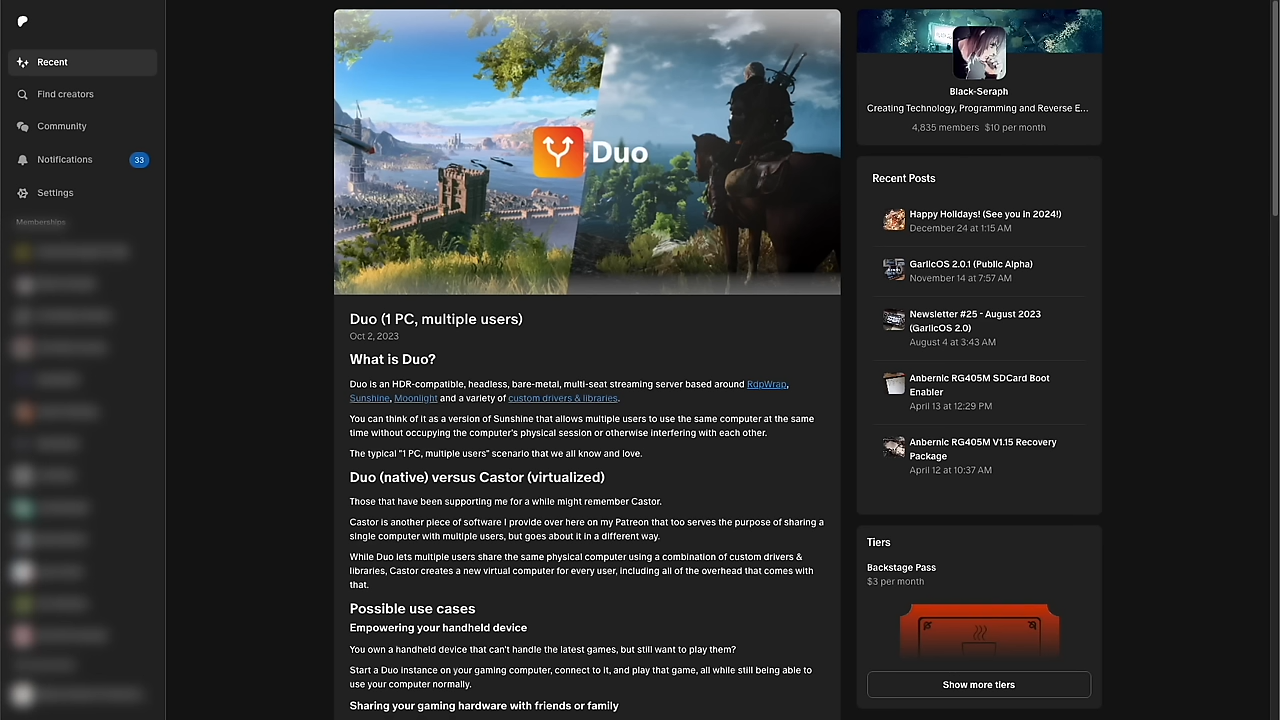 Recent
Find creators
Community
Notifications
33
Settings
Memberships
Duo
Duo (1 PC, multiple users)
Oct 2, 2023
What is Duo?
Duo is an HDR-compatible, headless, bare-metal, multi-seat streaming server based around RdpWrap,
Sunshine, Moonlight and a variety of custom drivers & libraries.
You can think of it as a version of Sunshine that allows multiple users to use the same computer at the same
time without occupying the computer's physical session or otherwise interfering with each other.
The typical "1 PC, multiple users" scenario that we all know and love.
Duo (native) versus Castor (virtualized)
Those that have been supporting me for a while might remember Castor.
Castor is another piece of software I provide over here on my Patreon that too serves the purpose of sharing a
single computer with multiple users, but goes about it in a different way.
While Duo lets multiple users share the same physical computer using a combination of custom drivers &
libraries, Castor creates a new virtual computer for every user, including all of the overhead that comes with
that.
Possible use cases
Empowering your handheld device
You own a handheld device that can't handle the latest games, but still want to play them?
Start a Duo instance on your gaming computer, connect to it, and play that game, all while still being able to
use your computer normally.
Sharing your gaming hardware with friends or family
Black-Seraph
Creating Technology, Programming and Reverse E...
4,835 members $10 per month
Recent Posts
Happy Holidays! (See you in 2024!)
December 24 at 1:15 AM
GarlicOS 2.0.1 (Public Alpha)
November 14 at 7:57 AM
Newsletter #25 - August 2023
(GarlicOS 2.0)
August 4 at 3:43 AM
Anbernic RG405M SDCard Boot
Enabler
April 13 at 12:29 PM
Anbernic RG405M V1.15 Recovery
Package
April 12 at 10:37 AM
Tiers
Backstage Pass
$3 per month
Show more tiers